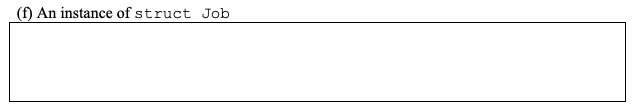 (f) An instance of struct Job